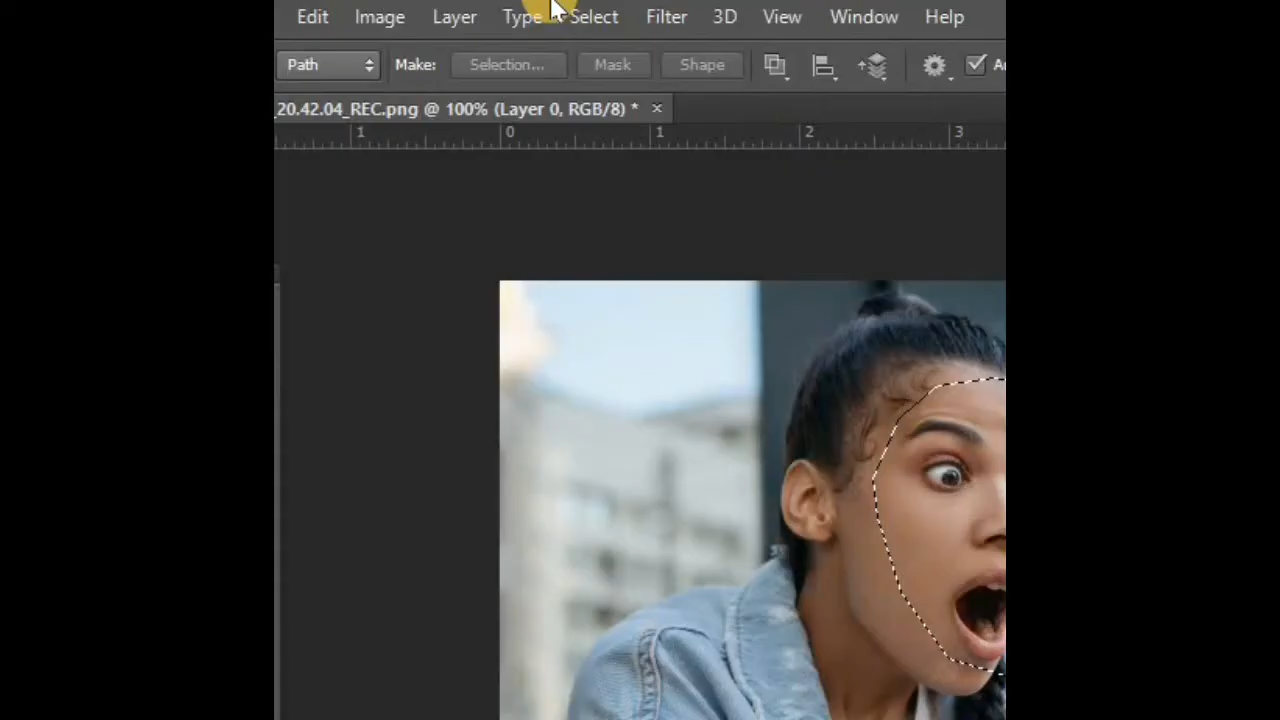 Edit Image Layer Type Select Filter 3D View Window Help
Path Make: Selection... Mask Shape
_20.42.04_REC.png @ 100% (Layer 0, RGB/8) * ×
1 0 1 2 3